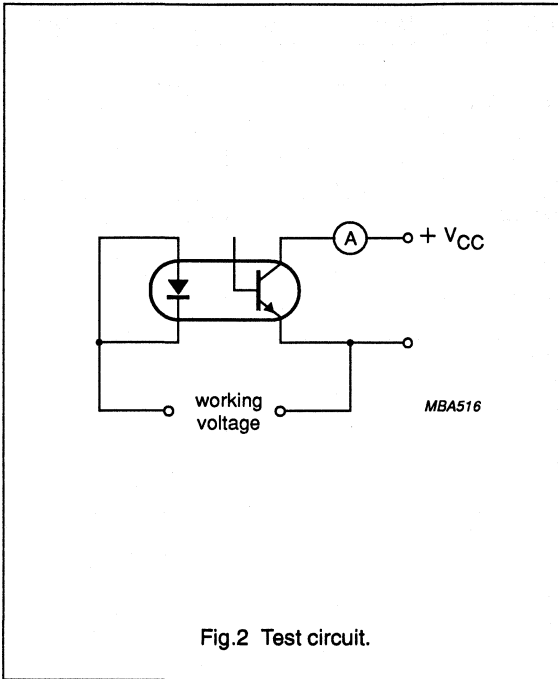 A
+ VCC
working
voltage
MBA516
Fig.2 Test circuit.